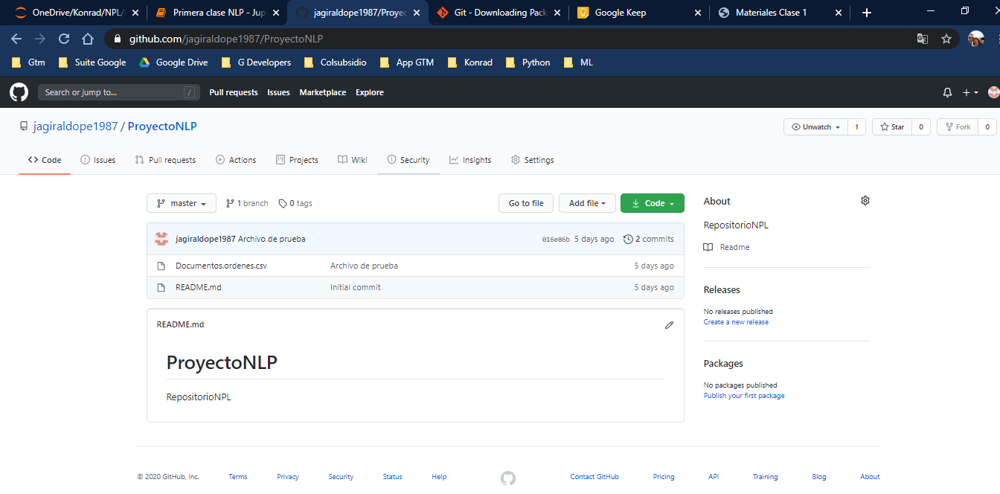 OneDrive/Konrad/NPL/ Primera clase NLP - Jup jagiraldope1987/Proyec Git - Downloading Pack Google Keep Materiales Clase 1
github.com/jagiraldope1987/ProyectoNLP
Gtm Suite Google Google Drive G Developers Colsubsidio App GTM Konrad Python ML
Search or jump to... / Pull requests Issues Marketplace Explore
jagiraldope1987 / ProyectoNLP Unwatch 1 Star 0 Fork 0
Code Issues Pull requests Actions Projects Wiki Security Insights Settings
master 1 branch 0 tags Go to file Add file Code
About
RepositorioNPL
Readme
jagiraldope1987 Archivo de prueba 016e86b 5 days ago 2 commits
Documentos.ordenes.csv Archivo de prueba 5 days ago
README.md Initial commit 5 days ago
Releases
No releases published
Create a new release
README.md
ProyectoNLP
RepositorioNPL
Packages
No packages published
Publish your first package
© 2020 GitHub, Inc. Terms Privacy Security Status Help Contact GitHub Pricing API Training Blog About